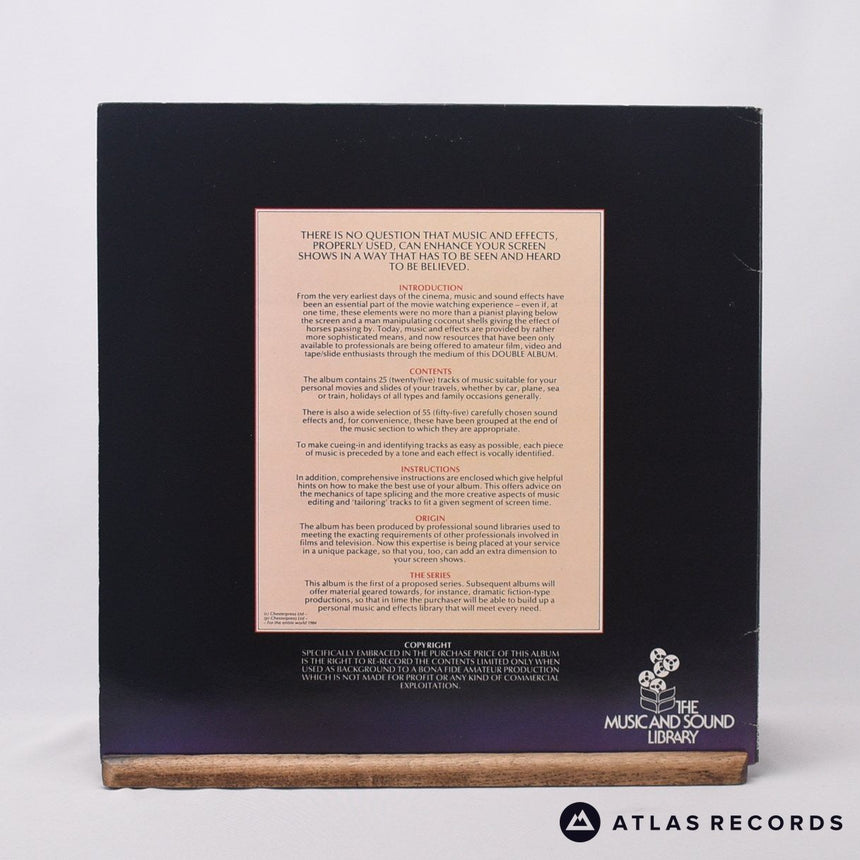 THERE IS NO QUESTION THAT MUSIC AND EFFECTS,
PROPERLY USED, CAN ENHANCE YOUR SCREEN
SHOWS IN A WAY THAT HAS TO BE SEEN AND HEARD
TO BE BELIEVED.
INTRODUCTION
From the very earliest days of the cinema, music and sound effects have
been an essential part of the movie watching experience – even if, at
one time, these elements were no more than a pianist playing below
the screen and a man manipulating coconut shells giving the effect of
horses passing by. Today, music and effects are provided by rather
more sophisticated means, and now resources that have been only
available to professionals are being offered to amateur film, video and
tape/slide enthusiasts through the medium of this DOUBLE ALBUM.
CONTENTS
The album contains 25 (twenty/five) tracks of music suitable for your
personal movies and slides of your travels, whether by car, plane, sea
or train, holidays of all types and family occasions generally.
There is also a wide selection of 55 (fifty-five) carefully chosen sound
effects and, for convenience, these have been grouped at the end of
the music section to which they are appropriate.
To make cueing-in and identifying tracks as easy as possible, each piece
of music is preceded by a tone and each effect is vocally identified.
INSTRUCTIONS
In addition, comprehensive instructions are enclosed which give helpful
hints on how to make the best use of your album. This offers advice on
the mechanics of tape splicing and the more creative aspects of music
editing and 'tailoring' tracks to fit a given segment of screen time.
ORIGIN
The album has been produced by professional sound libraries used to
meeting the exacting requirements of other professionals involved in
films and television. Now this expertise is being placed at your service
in a unique package, so that you, too, can add an extra dimension to
your screen shows.
THE SERIES
This album is the first of a proposed series. Subsequent albums will
offer material geared towards, for instance, dramatic fiction-type
productions, so that in time the purchaser will be able to build up a
personal music and effects library that will meet every need.
(c) Chesterpress Ltd –
(p) Chesterpress Ltd –
– for the entire world 1984
COPYRIGHT
SPECIFICALLY EMBRACED IN THE PURCHASE PRICE OF THIS ALBUM
IS THE RIGHT TO RE-RECORD THE CONTENTS LIMITED ONLY WHEN
USED AS BACKGROUND TO A BONA FIDE AMATEUR PRODUCTION
WHICH IS NOT MADE FOR PROFIT OR ANY KIND OF COMMERCIAL
EXPLOITATION.
THE
MUSIC AND SOUND
LIBRARY
ATLAS RECORDS